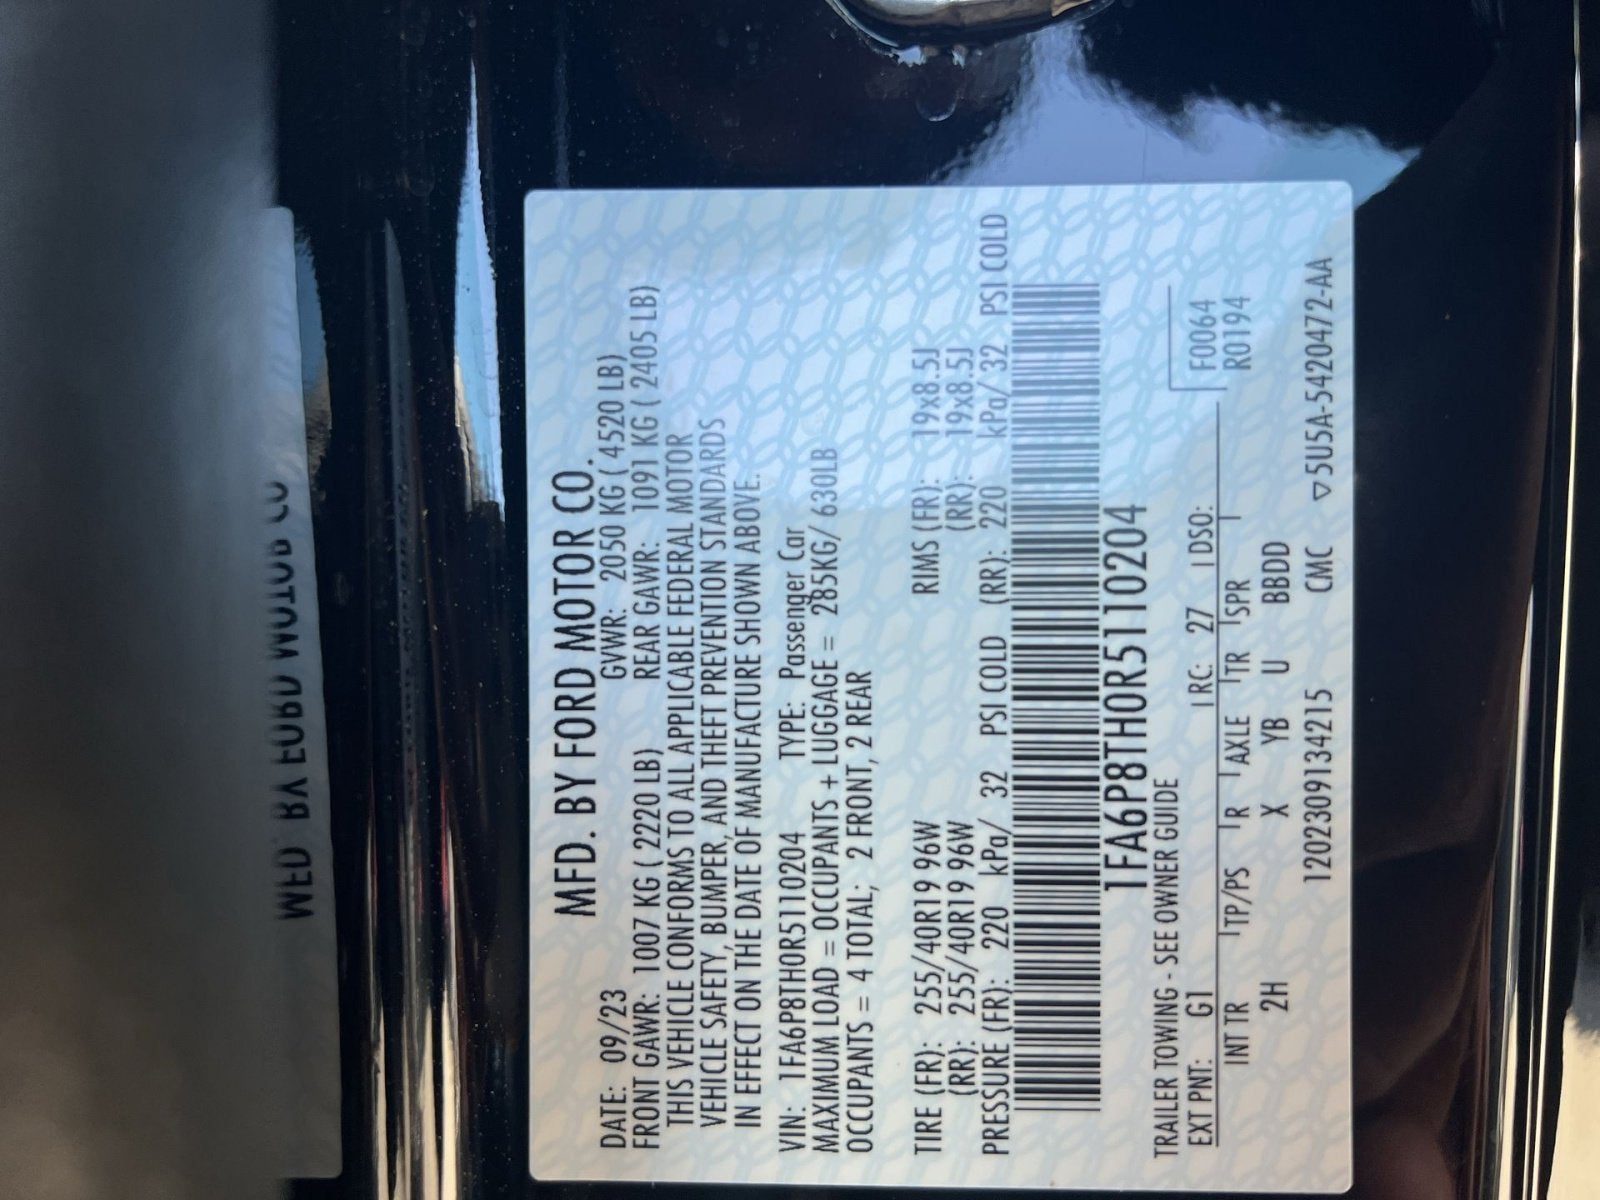 MFD. BY FORD MOTOR CO.
DATE: 09/23 GVWR: 2050 KG ( 4520 LB)
FRONT GAWR: 1007 KG ( 2220 LB) REAR GAWR: 1091 KG ( 2405 LB)
THIS VEHICLE CONFORMS TO ALL APPLICABLE FEDERAL MOTOR
VEHICLE SAFETY, BUMPER, AND THEFT PREVENTION STANDARDS
IN EFFECT ON THE DATE OF MANUFACTURE SHOWN ABOVE.
VIN: 1FA6P8TH0R5110204 TYPE: Passenger Car
MAXIMUM LOAD = OCCUPANTS + LUGGAGE = 285KG/ 630LB
OCCUPANTS = 4 TOTAL; 2 FRONT, 2 REAR
TIRE (FR): 255/40R19 96W RIMS (FR): 19x8.5J
(RR): 255/40R19 96W (RR): 19x8.5J
PRESSURE (FR): 220 kPa/ 32 PSI COLD (RR): 220 kPa/ 32 PSI COLD
1FA6P8TH0R5110204
TRAILER TOWING - SEE OWNER GUIDE
EXT PNT: G1 RC: 27 DSO: F0064
INT TR TP/PS R AXLE TR SPR R0194
2H X YB U BBDD
12023091342​15 CMC ▽5U5A-5420472-AA
MFD. BY FORD MOTOR CO